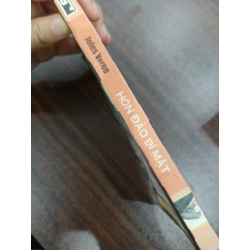 Jules Verne
HÒN ĐẢO BÍ MẬT